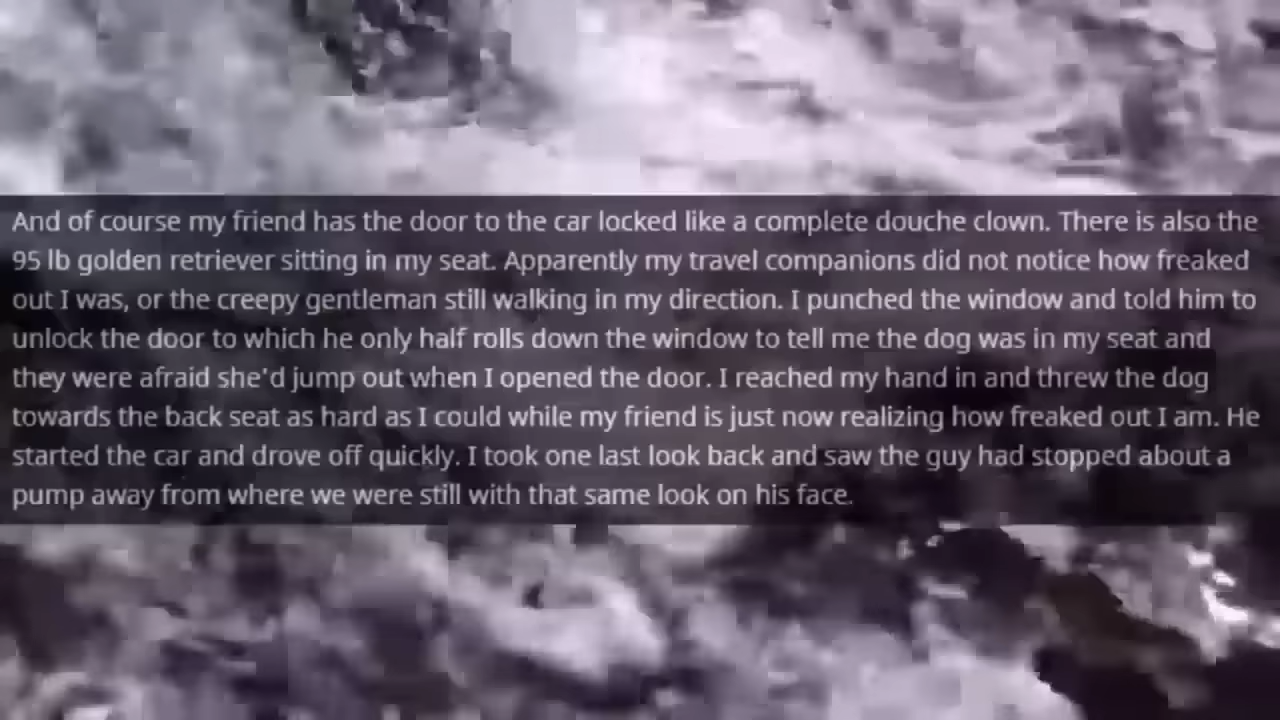 And of course my friend has the door to the car locked like a complete douche clown. There is also the
95 lb golden retriever sitting in my seat. Apparently my travel companions did not notice how freaked
out I was, or the creepy gentleman still walking in my direction. I punched the window and told him to
unlock the door to which he only half rolls down the window to tell me the dog was in my seat and
they were afraid she'd jump out when I opened the door. I reached my hand in and threw the dog
towards the back seat as hard as I could while my friend is just now realizing how freaked out I am. He
started the car and drove off quickly. I took one last look back and saw the guy had stopped about a
pump away from where we were still with that same look on his face.